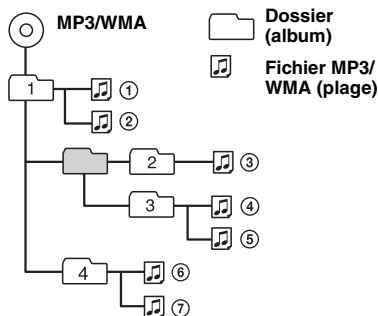 MP3/WMA
Dossier
(album)
Fichier MP3/
WMA (plage)
1
①
②
2
③
3
④
⑤
4
⑥
⑦